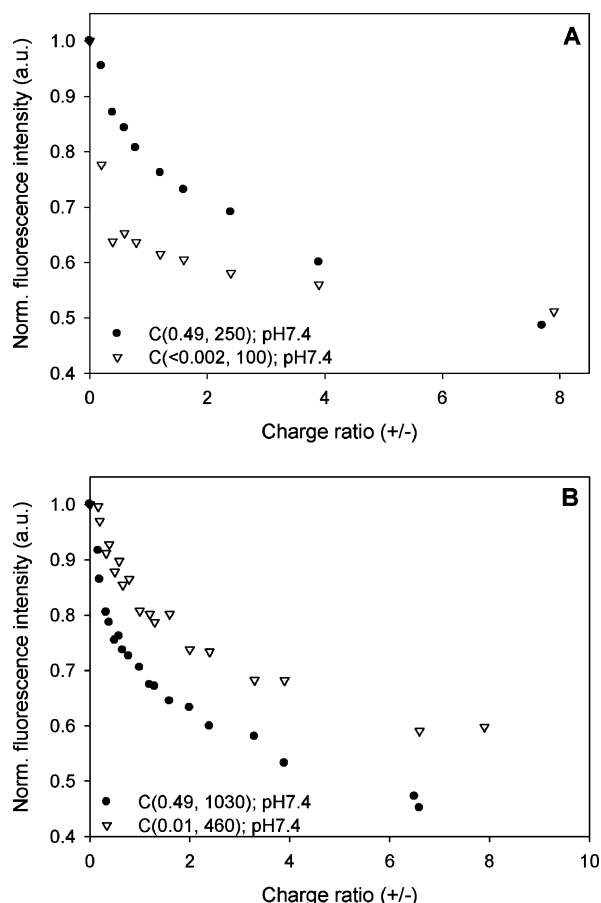 A
Norm. fluorescence intensity (a.u.)
1.0
0.9
0.8
0.7
0.6
0.5
0.4
C(0.49, 250); pH7.4
C(<0.002, 100); pH7.4
0 2 4 6 8
Charge ratio (+/-)
B
Norm. fluorescence intensity (a.u.)
1.0
0.9
0.8
0.7
0.6
0.5
0.4
C(0.49, 1030); pH7.4
C(0.01, 460); pH7.4
0 2 4 6 8 10
Charge ratio (+/-)